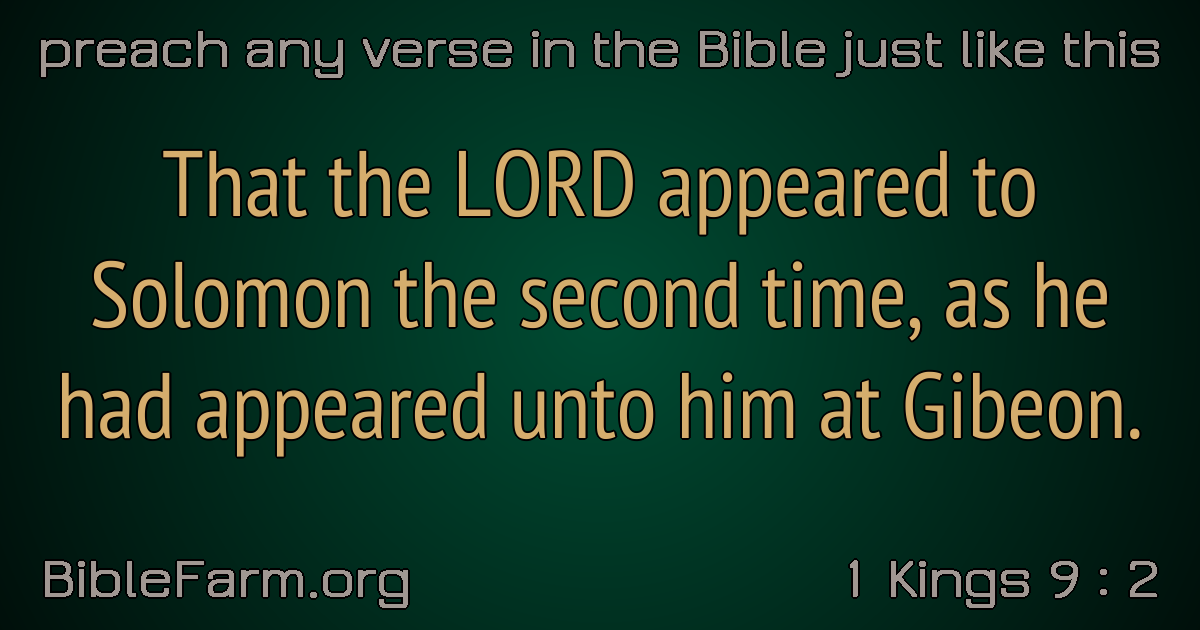 preach any verse in the Bible just like this
That the LORD appeared to
Solomon the second time, as he
had appeared unto him at Gibeon.
BibleFarm.org
1 Kings 9 : 2